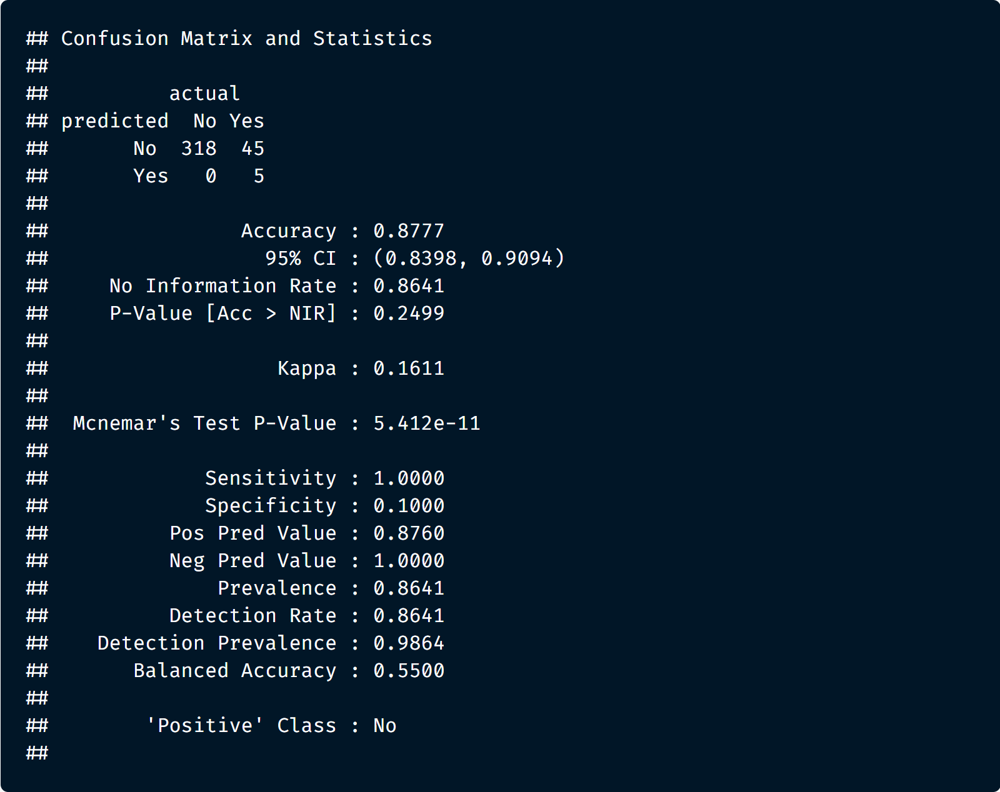 ## Confusion Matrix and Statistics
##
##          actual
## predicted  No Yes
##       No  318  45
##       Yes   0   5
##
##                Accuracy : 0.8777
##                  95% CI : (0.8398, 0.9094)
##     No Information Rate : 0.8641
##     P-Value [Acc > NIR] : 0.2499
##
##                   Kappa : 0.1611
##
##  Mcnemar's Test P-Value : 5.412e-11
##
##             Sensitivity : 1.0000
##             Specificity : 0.1000
##          Pos Pred Value : 0.8760
##          Neg Pred Value : 1.0000
##              Prevalence : 0.8641
##          Detection Rate : 0.8641
##    Detection Prevalence : 0.9864
##       Balanced Accuracy : 0.5500
##
##        'Positive' Class : No
##